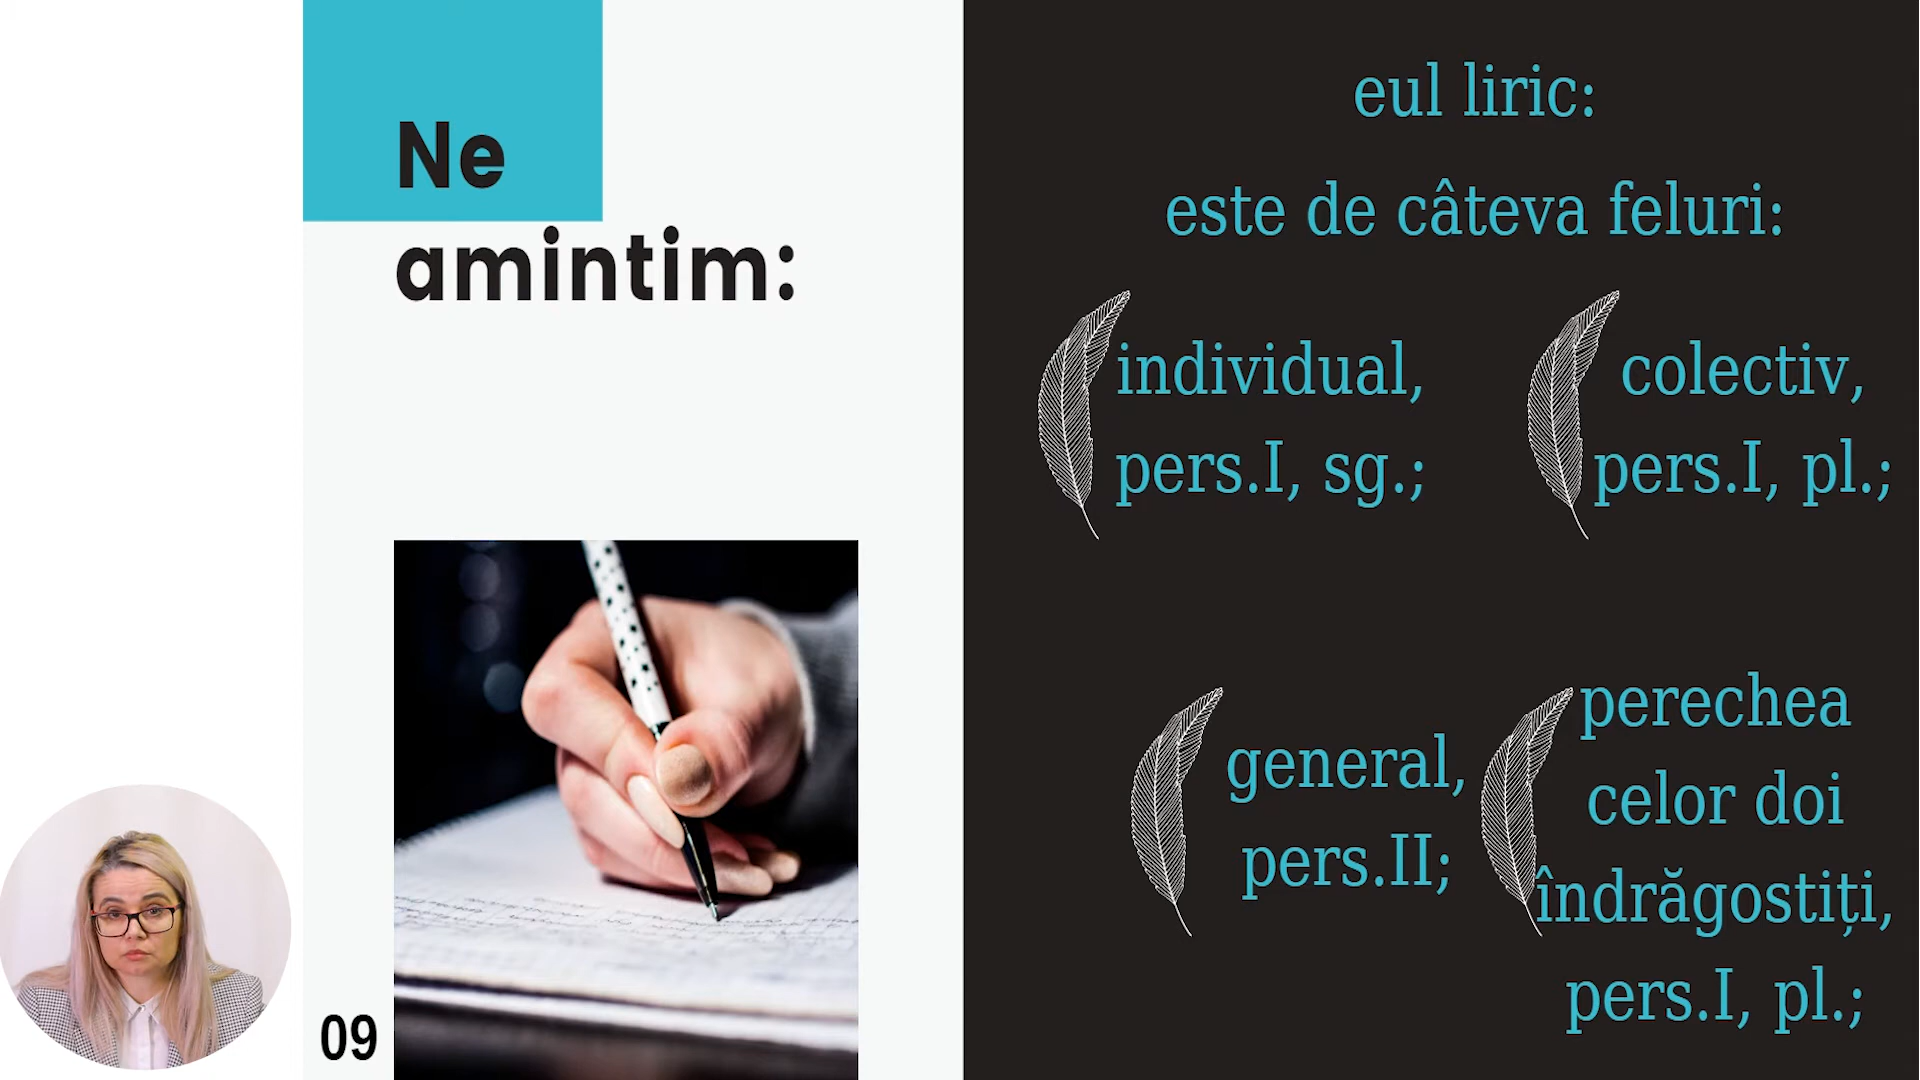 Ne
amintim:
eul liric:
este de câteva feluri:
individual,
pers.I, sg.;
colectiv,
pers.I, pl.;
general,
pers.II;
perechea
celor doi
îndrăgostiți,
pers.I, pl.;
09